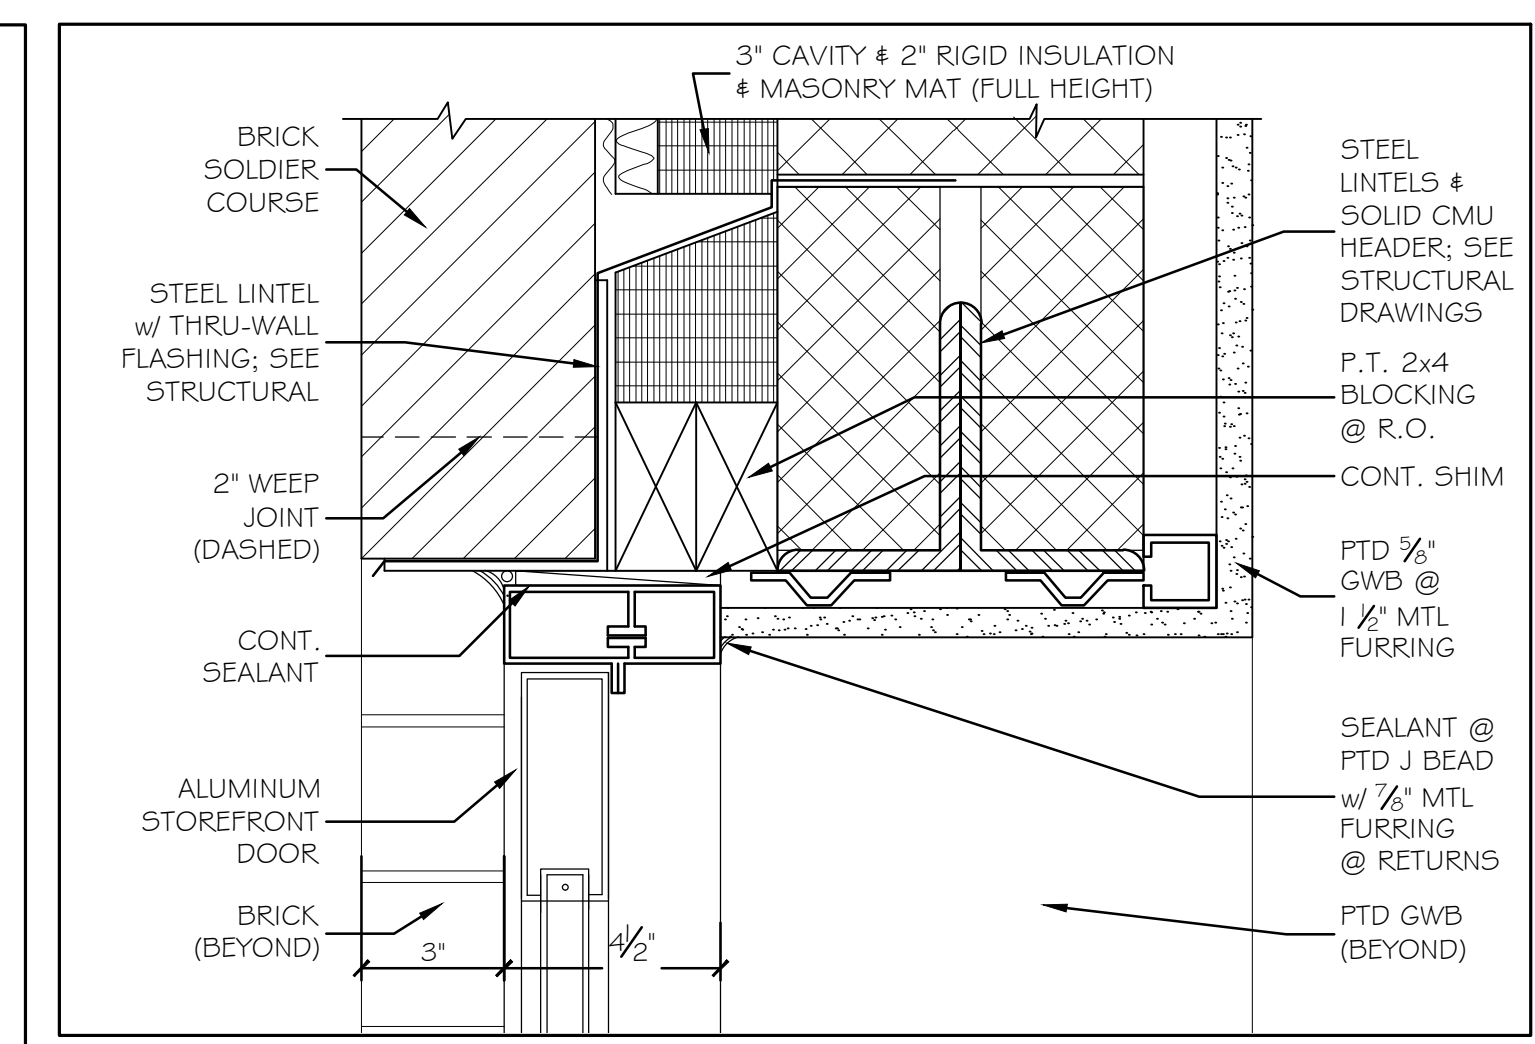 3" CAVITY & 2" RIGID INSULATION
& MASONRY MAT (FULL HEIGHT)
BRICK
SOLDIER
COURSE
STEEL LINTEL
w/ THRU-WALL
FLASHING; SEE
STRUCTURAL
2" WEEP
JOINT
(DASHED)
CONT.
SEALANT
ALUMINUM
STOREFRONT
DOOR
BRICK
(BEYOND)
3"
4 1/2"
STEEL
LINTELS &
SOLID CMU
HEADER; SEE
STRUCTURAL
DRAWINGS
P.T. 2x4
BLOCKING
@ R.O.
CONT. SHIM
PTD 5/8"
GWB @
1 1/2" MTL
FURRING
SEALANT @
PTD J BEAD
w/ 7/8" MTL
FURRING
@ RETURNS
PTD GWB
(BEYOND)